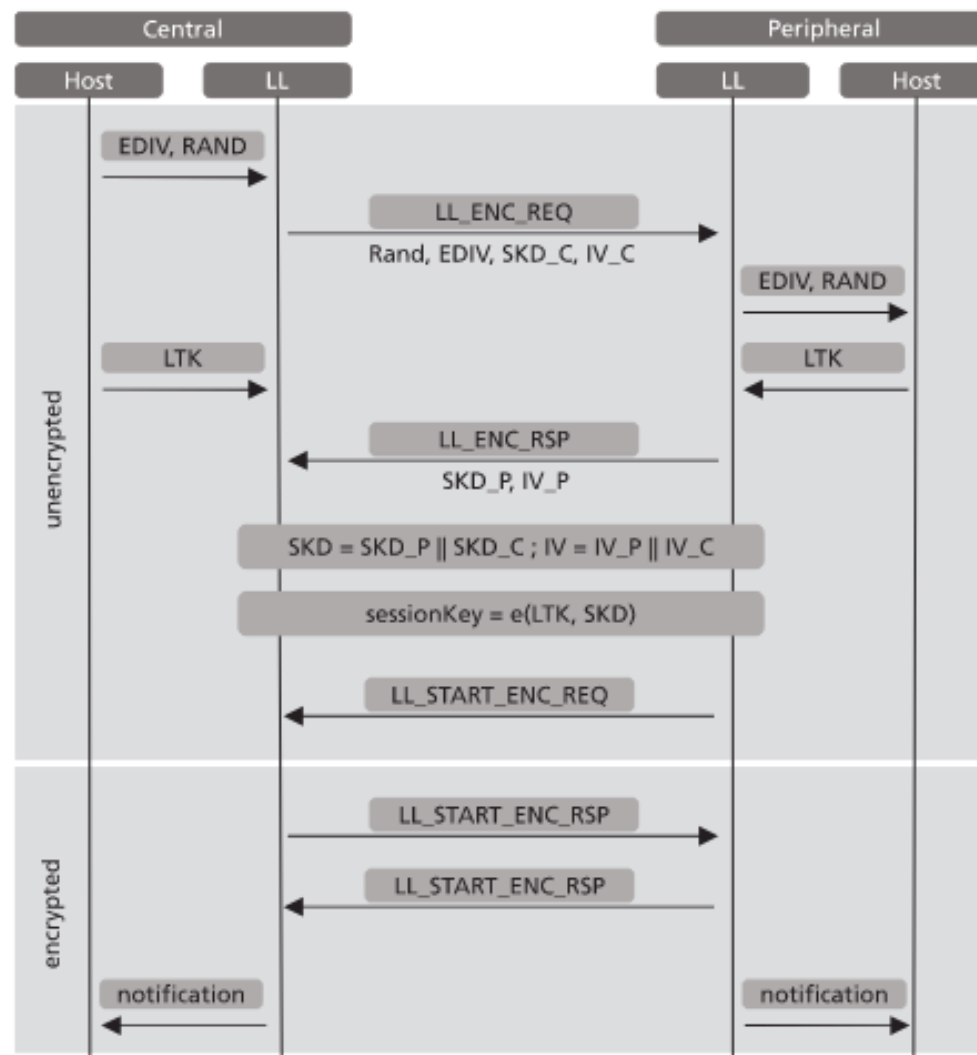 Central
Peripheral
Host
LL
LL
Host
EDIV, RAND
LL_ENC_REQ
Rand, EDIV, SKD_C, IV_C
EDIV, RAND
LTK
LTK
LL_ENC_RSP
SKD_P, IV_P
unencrypted
SKD = SKD_P || SKD_C ; IV = IV_P || IV_C
sessionKey = e(LTK, SKD)
LL_START_ENC_REQ
LL_START_ENC_RSP
LL_START_ENC_RSP
encrypted
notification
notification